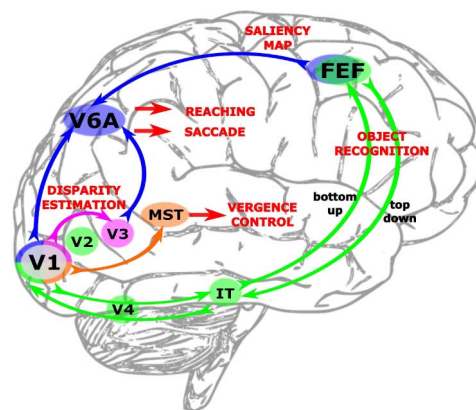 SALIENCY
MAP
FEF
V6A
REACHING
SACCADE
OBJECT
RECOGNITION
DISPARITY
ESTIMATION
bottom
up
top
down
MST
VERGENCE
CONTROL
V3
V2
V1
IT
V4